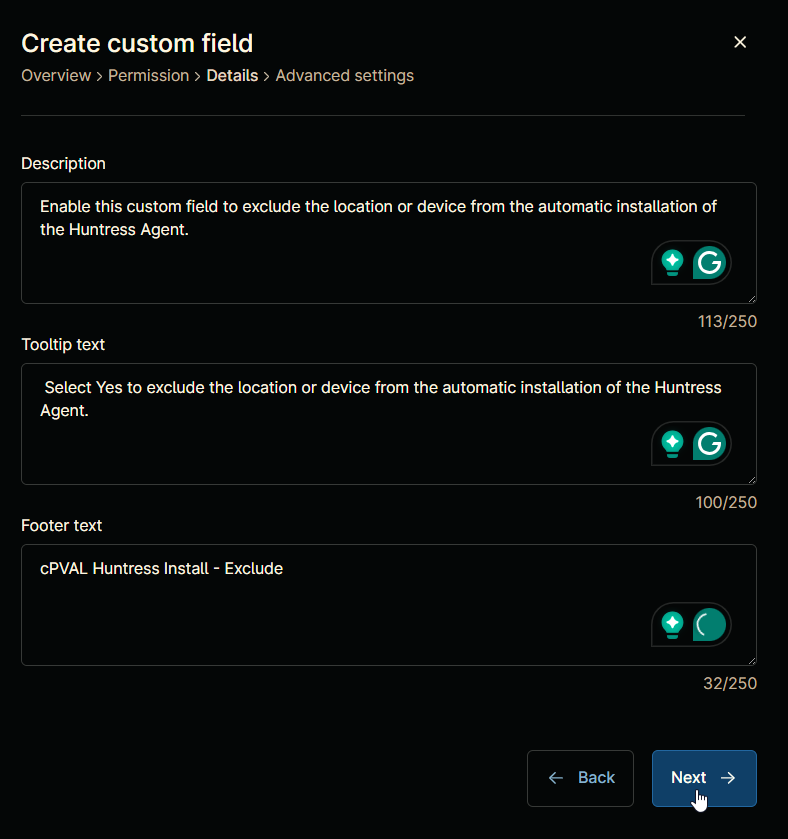 Create custom field
Overview > Permission > Details > Advanced settings
Description
Enable this custom field to exclude the location or device from the automatic installation of
the Huntress Agent.
113/250
Tooltip text
Select Yes to exclude the location or device from the automatic installation of the Huntress
Agent.
100/250
Footer text
cPVAL Huntress Install - Exclude
32/250
← Back
Next →